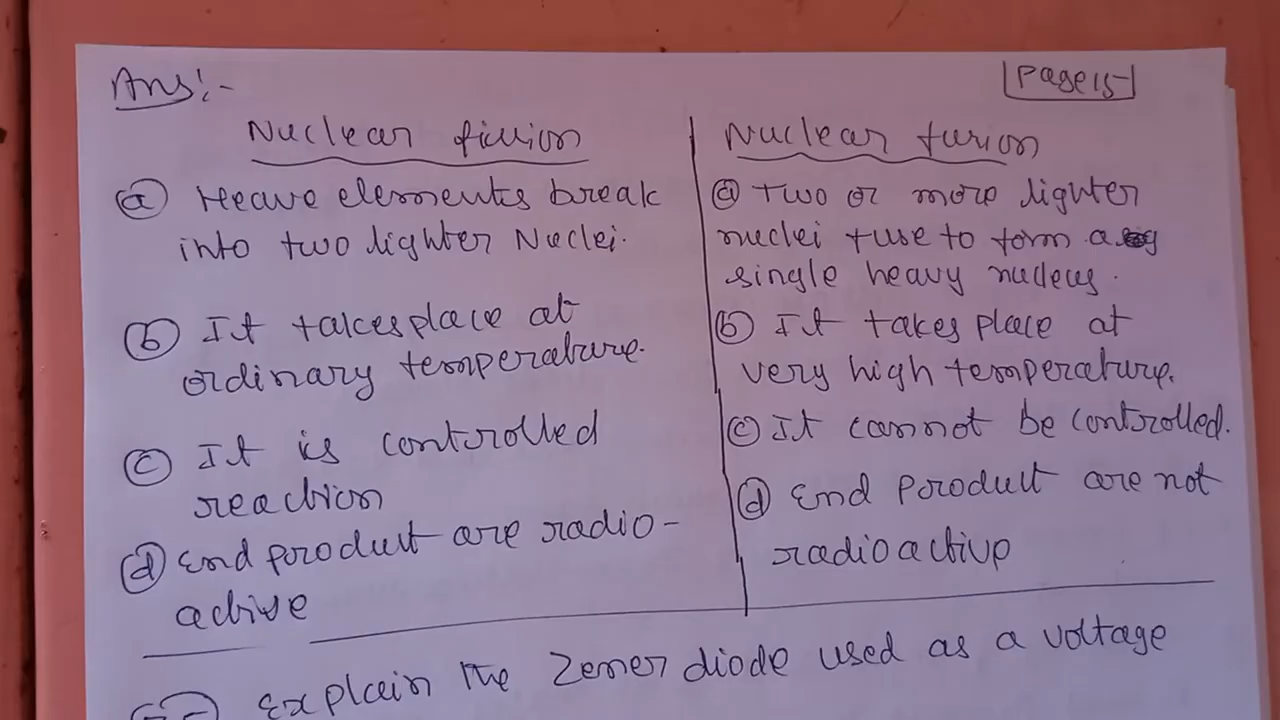 Ans:-
Page 15
Nuclear fission
(a) Heave elements break
into two lighter Nuclei.
(b) It takes place at
ordinary temperature.
(c) It is controlled
reaction
(d) End product are radio-
active
Nuclear fusion
(a) Two or more lighter
nuclei fuse to form a
single heavy nucleus.
(b) It takes place at
very high temperature.
(c) It cannot be controlled.
(d) End Product are not
radioactive
Explain the Zener diode used as a voltage